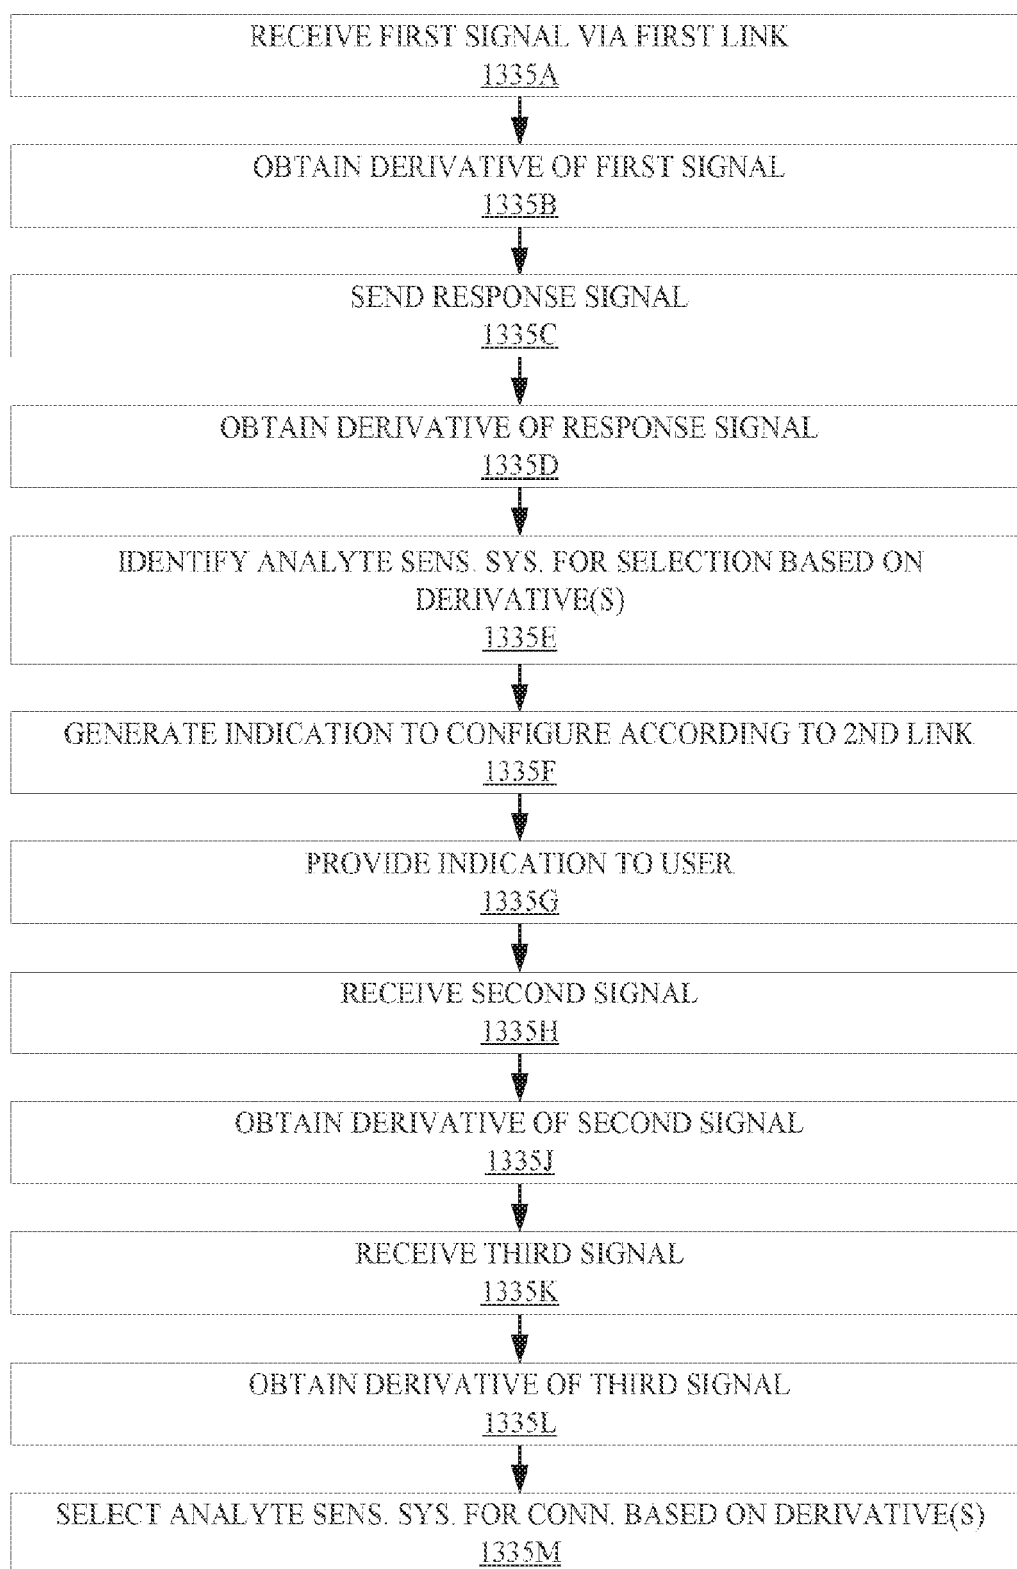 RECEIVE FIRST SIGNAL VIA FIRST LINK
1335A
OBTAIN DERIVATIVE OF FIRST SIGNAL
1335B
SEND RESPONSE SIGNAL
1335C
OBTAIN DERIVATIVE OF RESPONSE SIGNAL
1335D
IDENTIFY ANALYTE SENS. SYS. FOR SELECTION BASED ON
DERIVATIVE(S)
1335E
GENERATE INDICATION TO CONFIGURE ACCORDING TO 2ND LINK
1335F
PROVIDE INDICATION TO USER
1335G
RECEIVE SECOND SIGNAL
1335H
OBTAIN DERIVATIVE OF SECOND SIGNAL
1335J
RECEIVE THIRD SIGNAL
1335K
OBTAIN DERIVATIVE OF THIRD SIGNAL
1335L
SELECT ANALYTE SENS. SYS. FOR CONN. BASED ON DERIVATIVE(S)
1335M